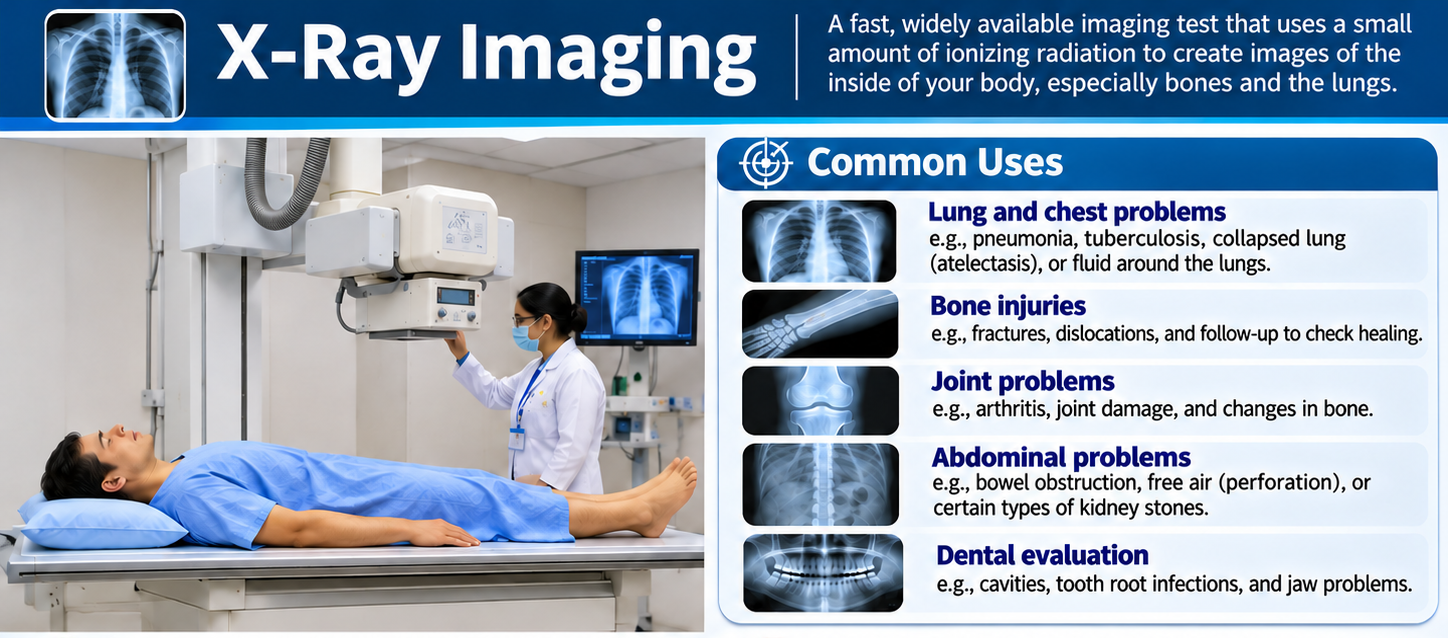 X-Ray Imaging
A fast, widely available imaging test that uses a small
amount of ionizing radiation to create images of the
inside of your body, especially bones and the lungs.
Common Uses
Lung and chest problems
e.g., pneumonia, tuberculosis, collapsed lung
(atelectasis), or fluid around the lungs.
Bone injuries
e.g., fractures, dislocations, and follow-up to check healing.
Joint problems
e.g., arthritis, joint damage, and changes in bone.
Abdominal problems
e.g., bowel obstruction, free air (perforation), or
certain types of kidney stones.
Dental evaluation
e.g., cavities, tooth root infections, and jaw problems.